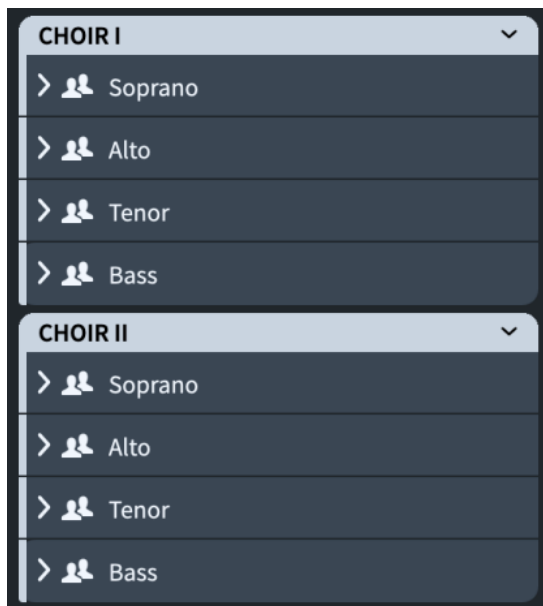 CHOIR I
Soprano
Alto
Tenor
Bass
CHOIR II
Soprano
Alto
Tenor
Bass